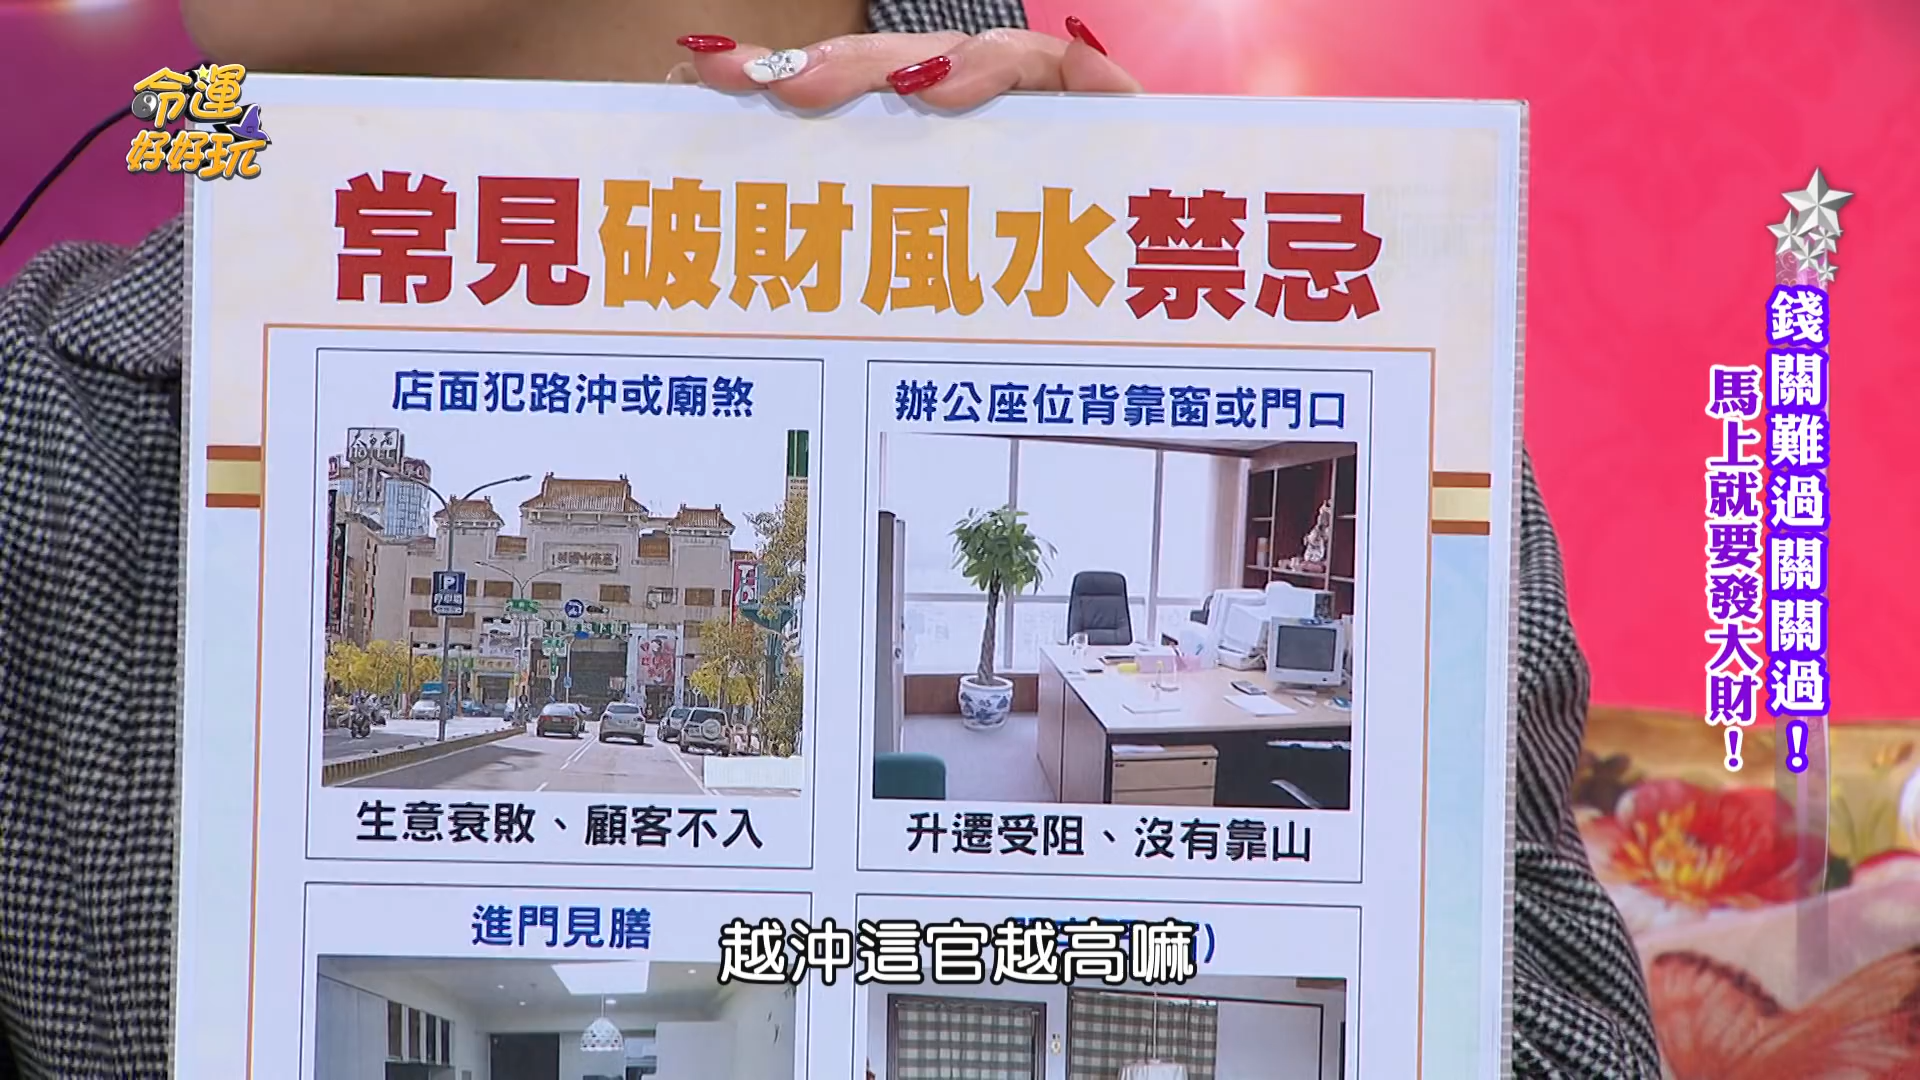 命運
好好玩
常見破財風水禁忌
店面犯路沖或廟煞
生意衰敗、顧客不入
辦公座位背靠窗或門口
升遷受阻、沒有靠山
進門見膳
越沖這官越高嘛
錢關難過關關過！
馬上就要發大財！